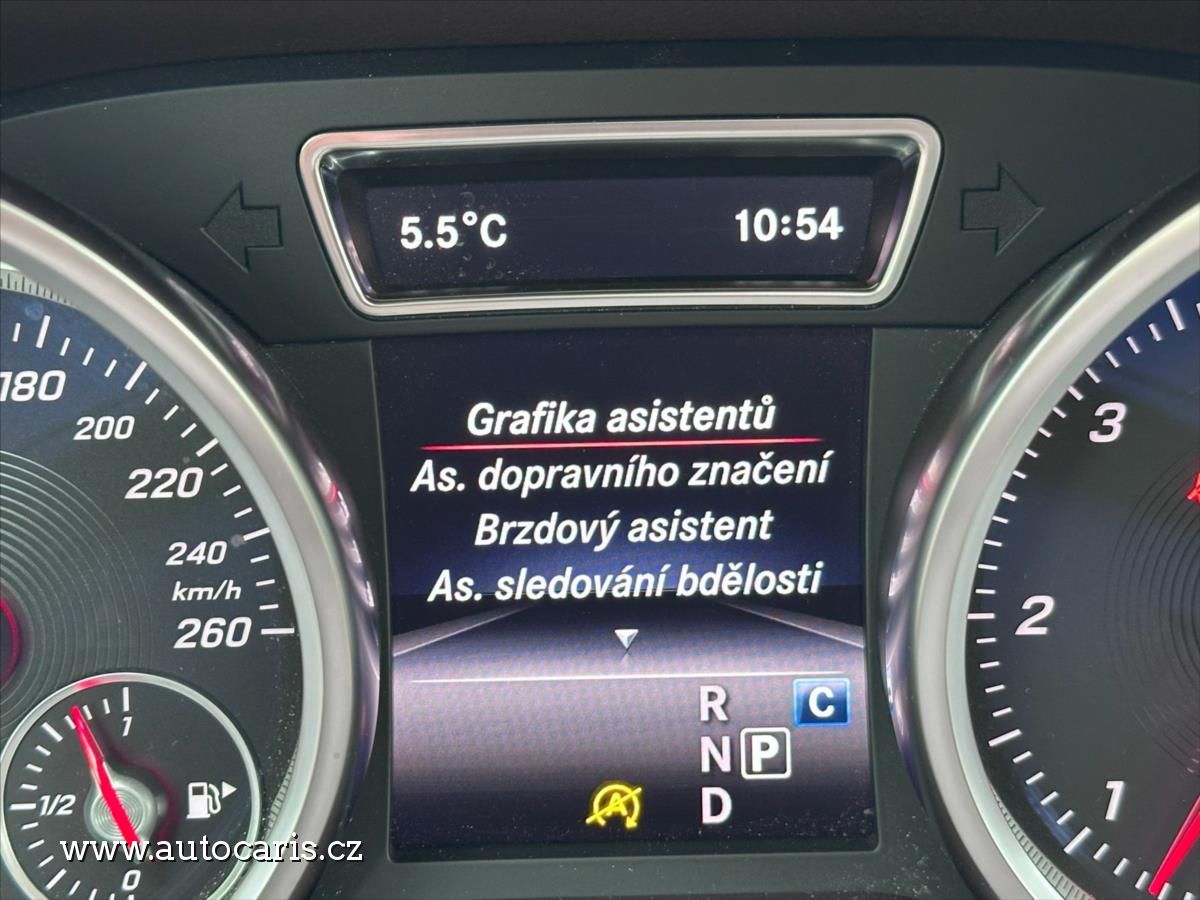 5.5°C 10:54
Grafika asistentů
As. dopravního značení
Brzdový asistent
As. sledování bdělosti
R C
N P
A D
180
200
220
240
km/h
260
1
1/2
0
3
2
1
www.autocaris.cz